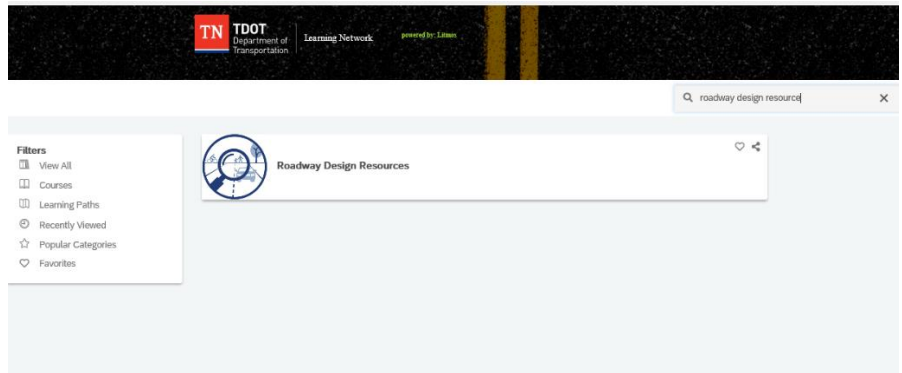 TN TDOT
Department of
Transportation
Learning Network
powered by: Litmos
roadway design resource
Filters
View All
Courses
Learning Paths
Recently Viewed
Popular Categories
Favorites
Roadway Design Resources